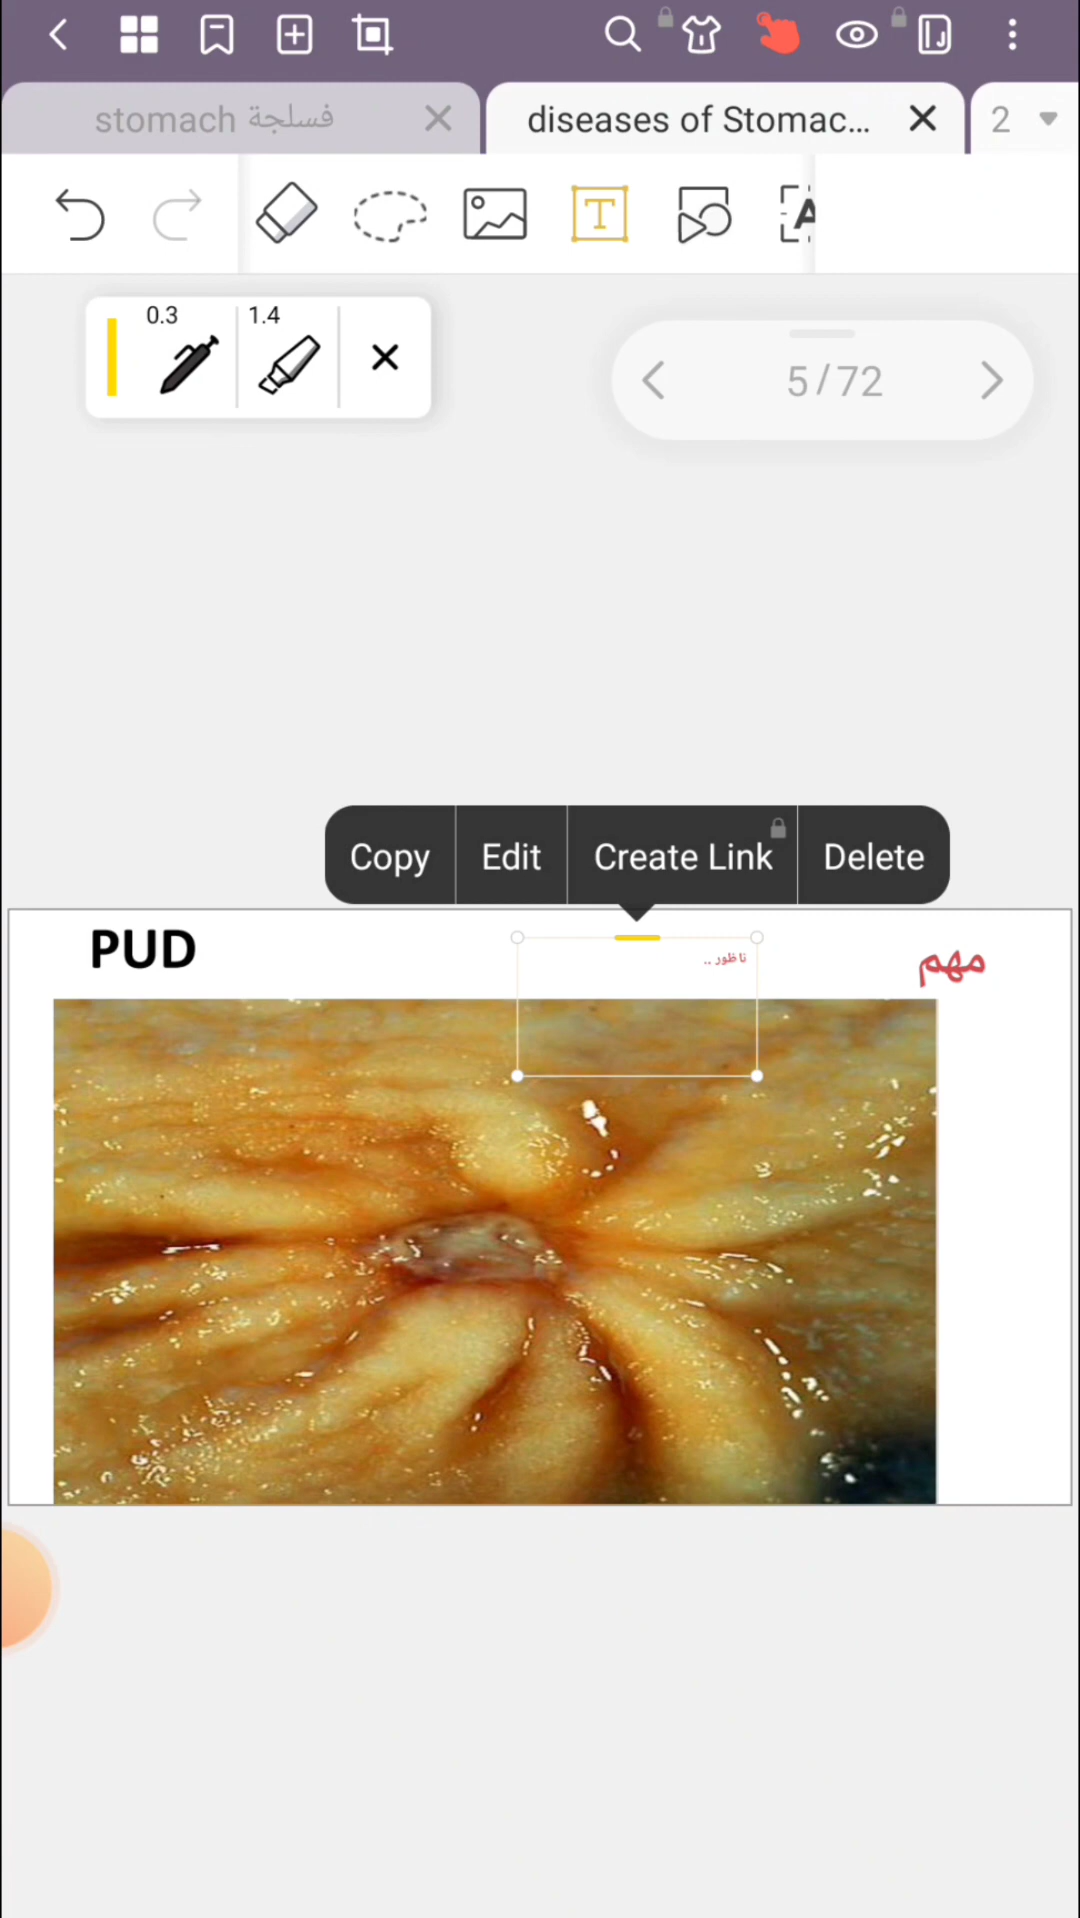 stomach فسلجة
diseases of Stomac...
2
T
A
0.3
1.4
5/72
Copy
Edit
Create Link
Delete
PUD
ناظور ..
مهم